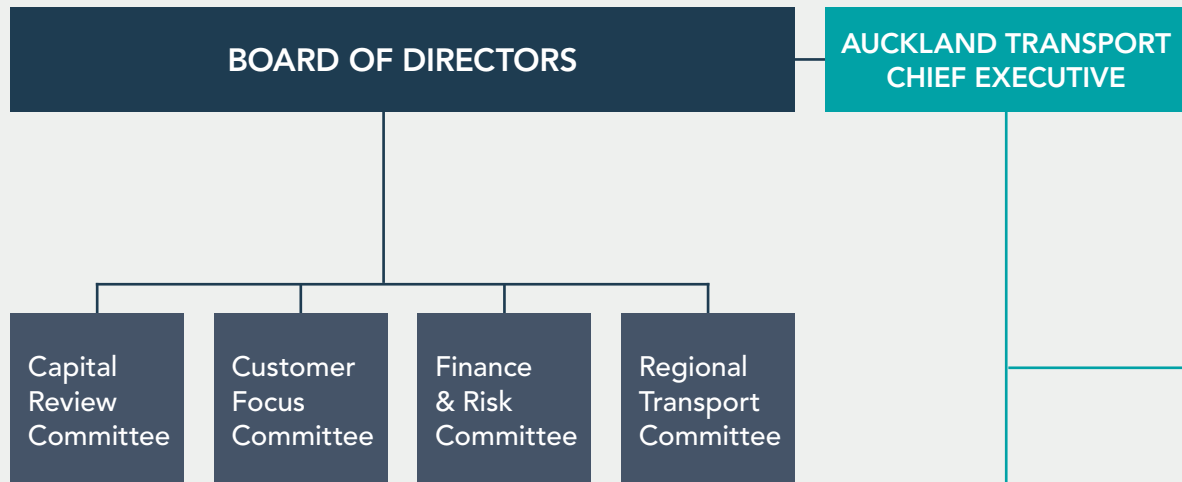 BOARD OF DIRECTORS
AUCKLAND TRANSPORT
CHIEF EXECUTIVE
Capital
Review
Committee
Customer
Focus
Committee
Finance
& Risk
Committee
Regional
Transport
Committee